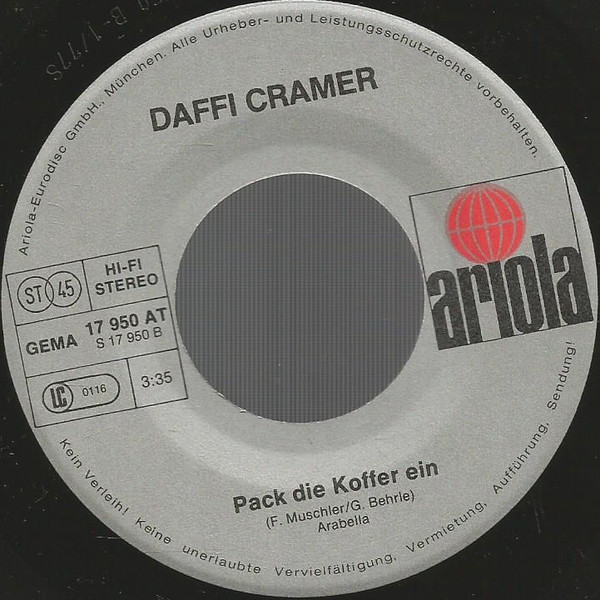 Ariola-Eurodisc GmbH., München. Alle Urheber- und Leistungsschutzrechte vorbehalten.
DAFFI CRAMER
ariola
ST 45
HI-FI
STEREO
GEMA
17 950 AT
S 17 950 B
LC 0116
3:35
Pack die Koffer ein
(F. Muschler/G. Behrle)
Arabella
Kein Verleih! Keine unerlaubte Vervielfältigung, Vermietung, Aufführung, Sendung!